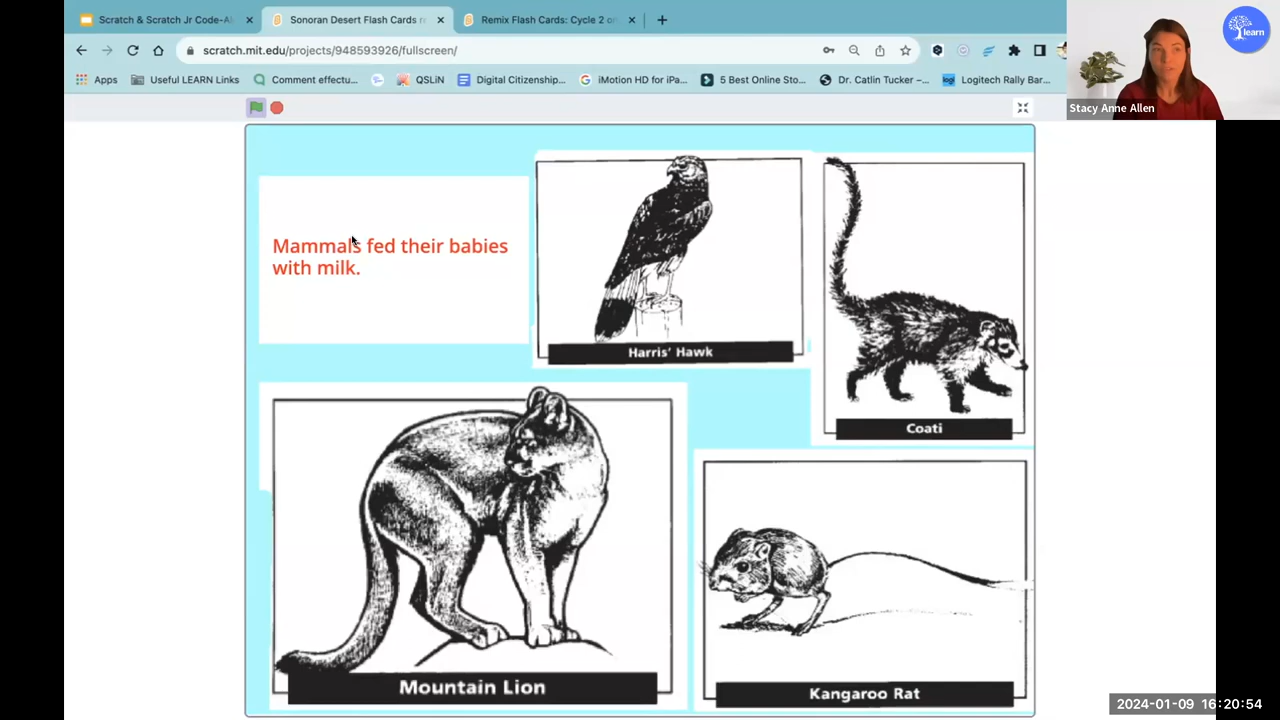 Scratch & Scratch Jr Code-Al
Sonoran Desert Flash Cards re
Remix Flash Cards: Cycle 2 on
scratch.mit.edu/projects/948593926/fullscreen/
Apps
Useful LEARN Links
Comment effectu...
QSLiN
Digital Citizenship...
iMotion HD for iPa...
5 Best Online Sto...
Dr. Catlin Tucker –...
logi
Logitech Rally Bar...
learn
Stacy Anne Allen
Mammals fed their babies
with milk.
Harris' Hawk
Coati
Mountain Lion
Kangaroo Rat
2024-01-09 16:20:54